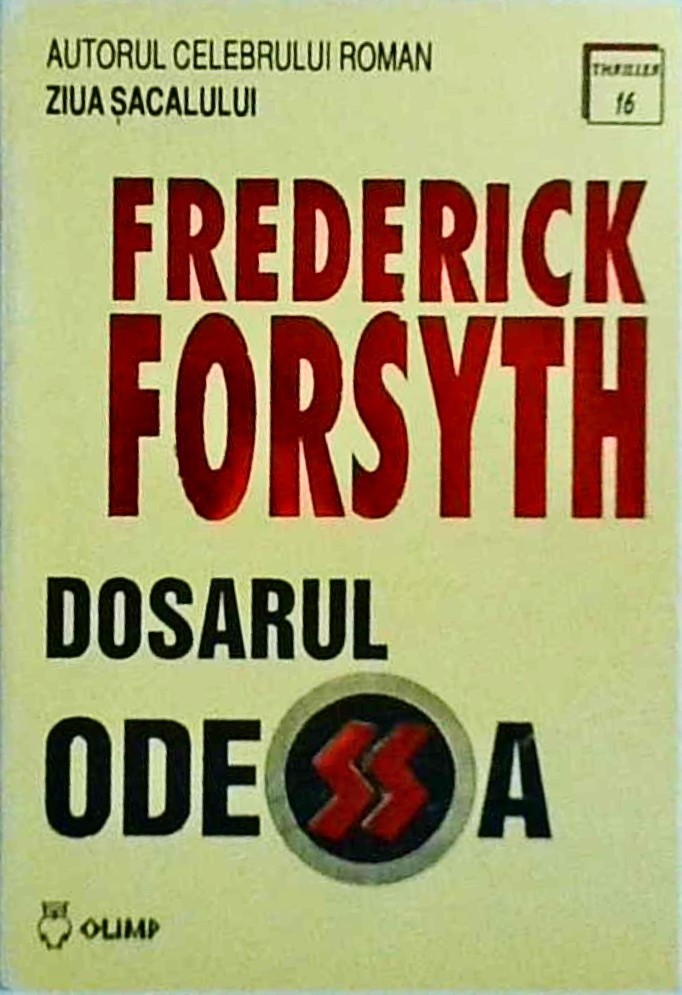 AUTORUL CELEBRULUI ROMAN
ZIUA ȘACALULUI
THRILLER
16
FREDERICK
FORSYTH
DOSARUL
ODESSA
OLIMP